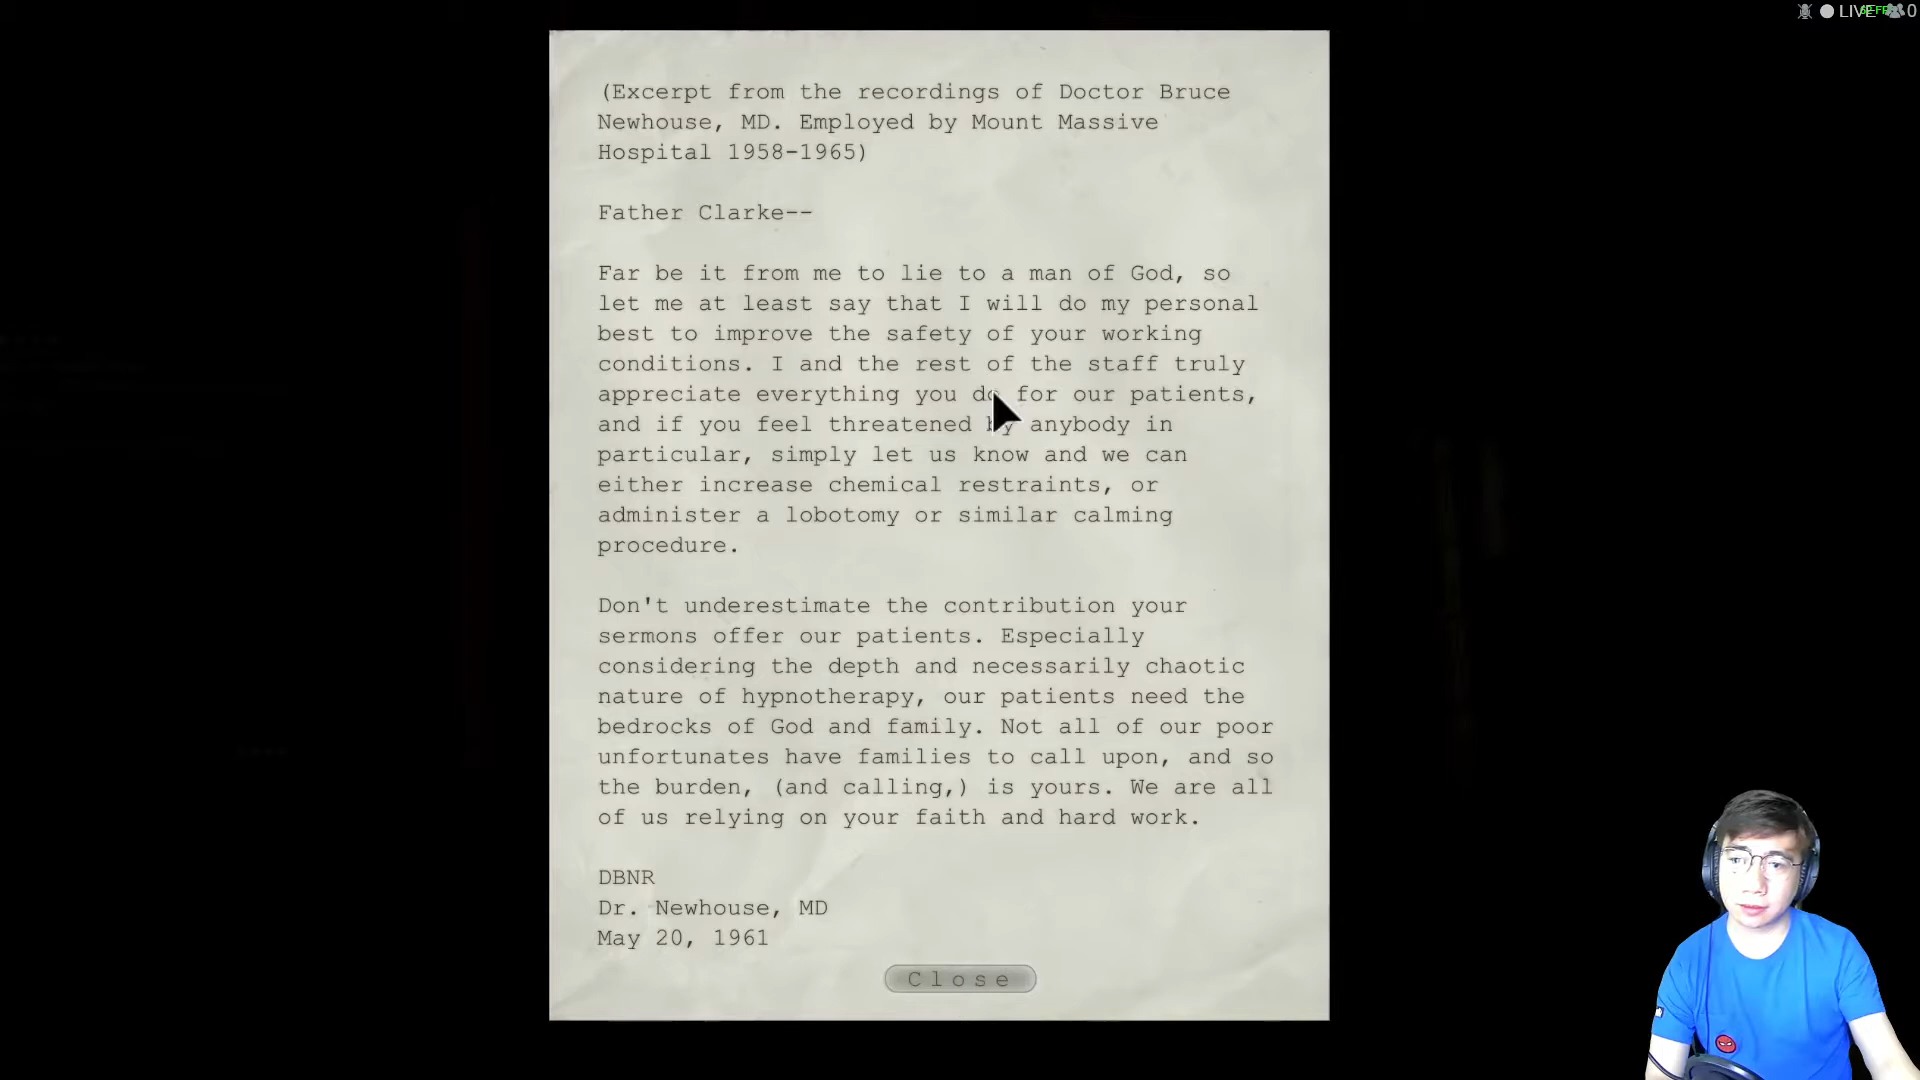 LIVE
0
(Excerpt from the recordings of Doctor Bruce
Newhouse, MD. Employed by Mount Massive
Hospital 1958-1965)
Father Clarke--
Far be it from me to lie to a man of God, so
let me at least say that I will do my personal
best to improve the safety of your working
conditions. I and the rest of the staff truly
appreciate everything you do for our patients,
and if you feel threatened by anybody in
particular, simply let us know and we can
either increase chemical restraints, or
administer a lobotomy or similar calming
procedure.
Don't underestimate the contribution your
sermons offer our patients. Especially
considering the depth and necessarily chaotic
nature of hypnotherapy, our patients need the
bedrocks of God and family. Not all of our poor
unfortunates have families to call upon, and so
the burden, (and calling,) is yours. We are all
of us relying on your faith and hard work.
DBNR
Dr. Newhouse, MD
May 20, 1961
Close